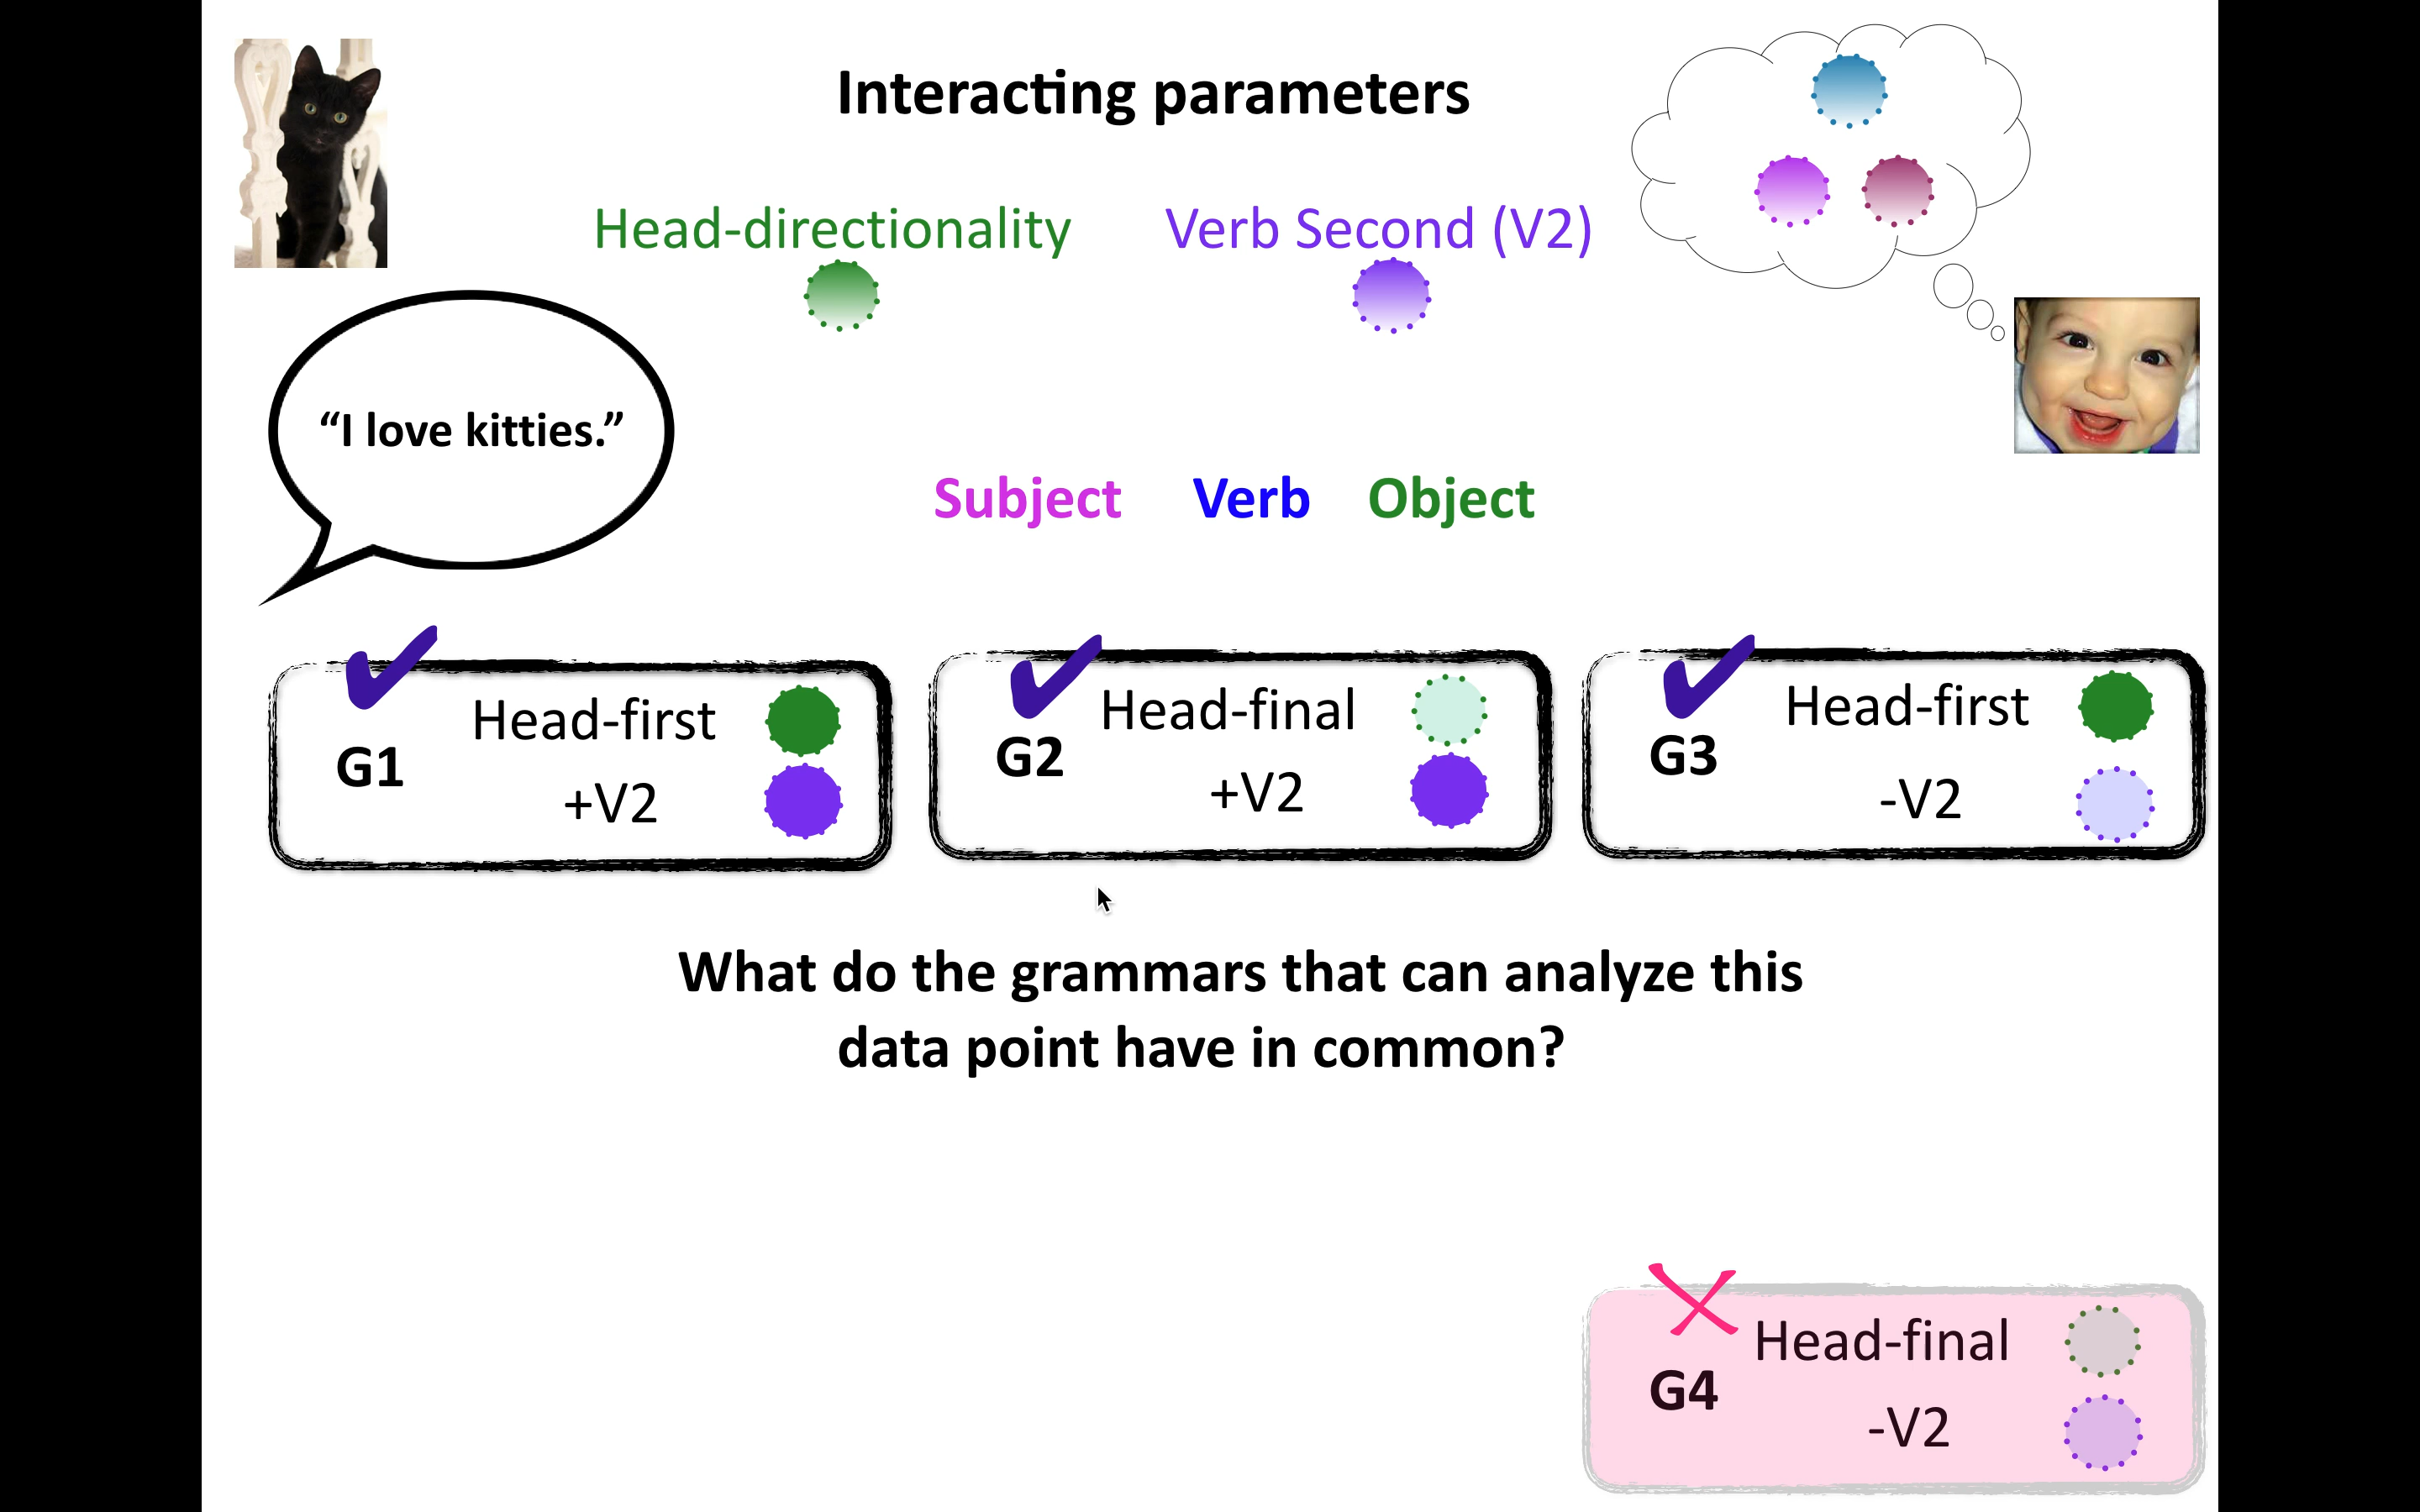 Interacting parameters
Head-directionality Verb Second (V2)
“I love kitties.”
Subject Verb Object
G1
Head-first
+V2
G2
Head-final
+V2
G3
Head-first
-V2
What do the grammars that can analyze this
data point have in common?
G4
Head-final
-V2